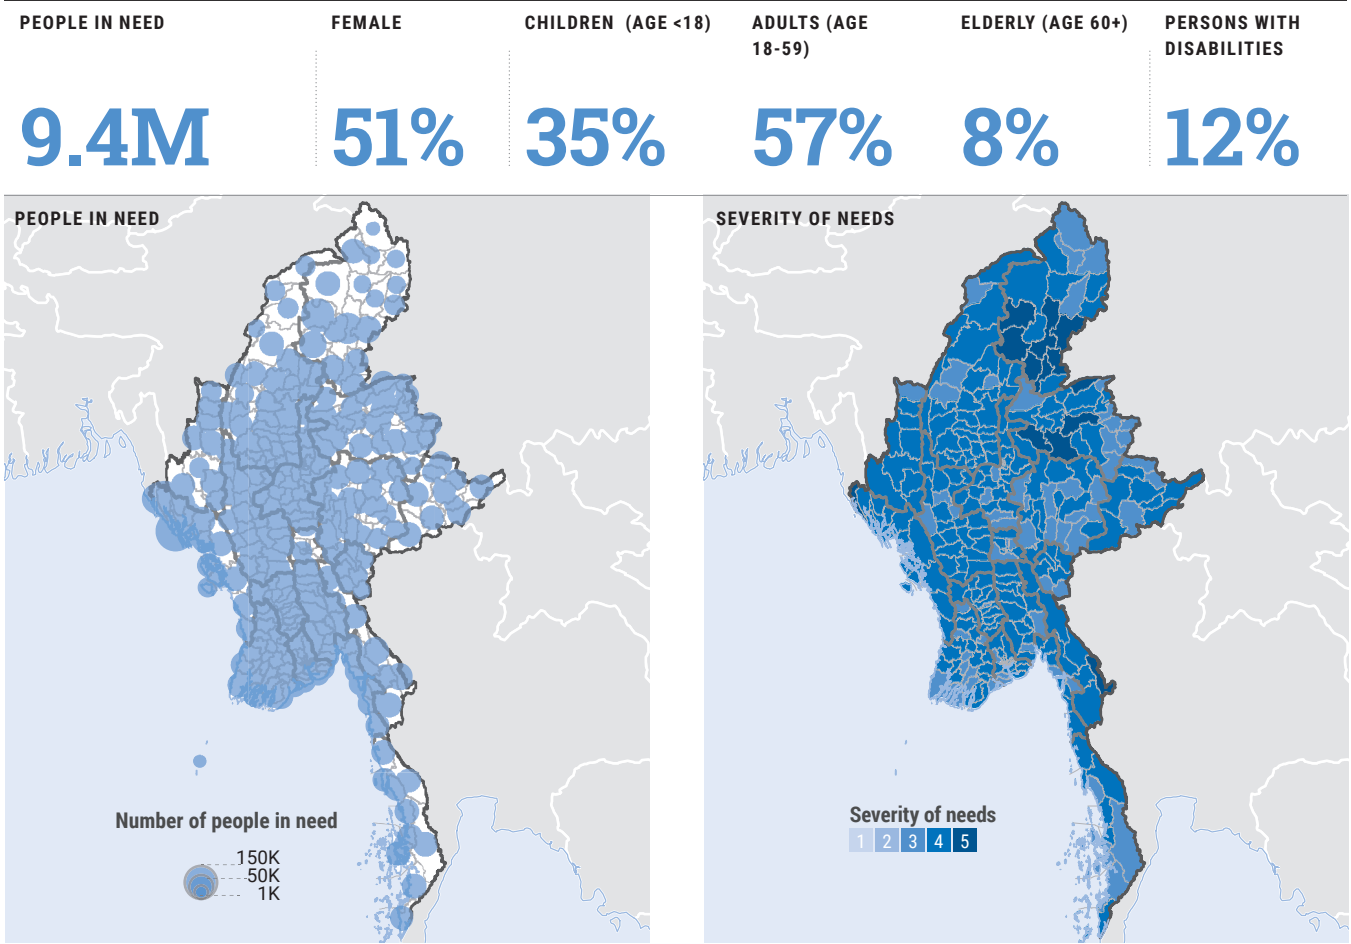 PEOPLE IN NEED
9.4M
FEMALE
51%
CHILDREN (AGE <18)
35%
ADULTS (AGE
18-59)
57%
ELDERLY (AGE 60+)
8%
PERSONS WITH
DISABILITIES
12%
PEOPLE IN NEED
Number of people in need
150K
50K
1K
SEVERITY OF NEEDS
Severity of needs
1 2 3 4 5